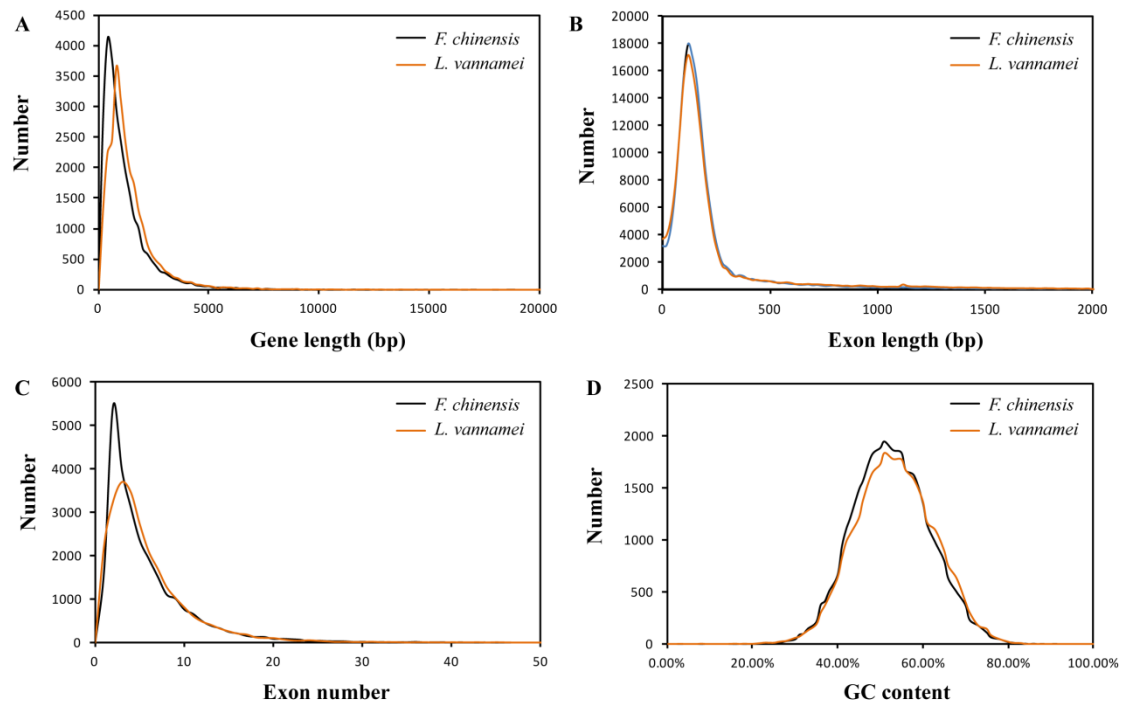 A
4500
4000
3500
3000
2500
2000
1500
1000
500
0
Number
F. chinensis
L. vannamei
0 5000 10000 15000 20000
Gene length (bp)
B
20000
18000
16000
14000
12000
10000
8000
6000
4000
2000
0
Number
F. chinensis
L. vannamei
0 500 1000 1500 2000
Exon length (bp)
C
6000
5000
4000
3000
2000
1000
0
Number
F. chinensis
L. vannamei
0 10 20 30 40 50
Exon number
D
2500
2000
1500
1000
500
0
Number
F. chinensis
L. vannamei
0.00% 20.00% 40.00% 60.00% 80.00% 100.00%
GC content